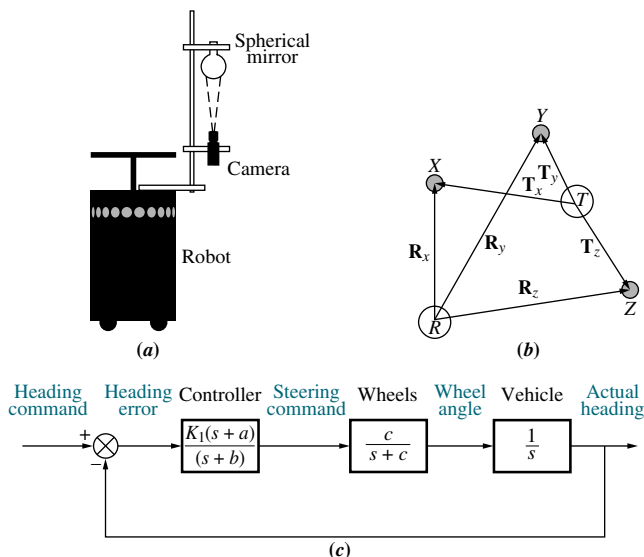 Spherical
mirror
Camera
Robot
(a)
Y
X
T
T_x T_y
R_x
R_y
T_z
R_z
R
Z
(b)
Heading
command
Heading
error
Controller
Steering
command
Wheels
Wheel
angle
Vehicle
Actual
heading
+
−
K_1(s + a)
(s + b)
c
s + c
1
s
(c)